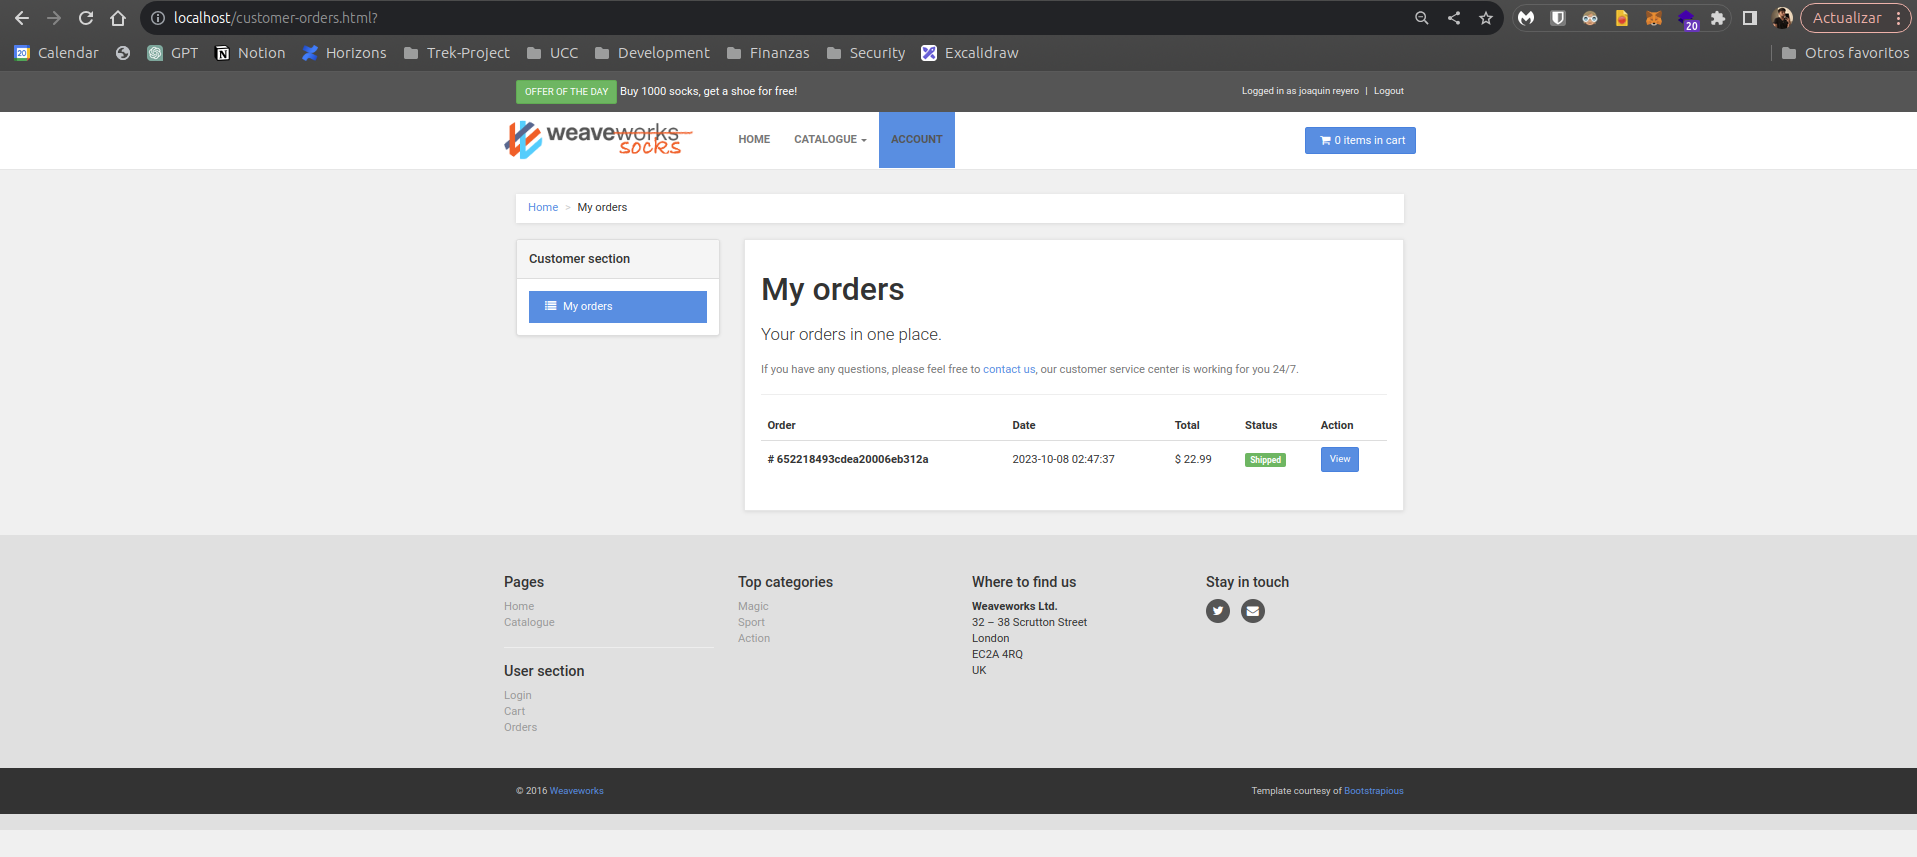 localhost/customer-orders.html?
20
Actualizar
20
Calendar
GPT
Notion
Horizons
Trek-Project
UCC
Development
Finanzas
Security
Excalidraw
Otros favoritos
OFFER OF THE DAY Buy 1000 socks, get a shoe for free!
Logged in as joaquin reyero | Logout
weaveworks
socks
HOME
CATALOGUE
ACCOUNT
0 items in cart
Home > My orders
Customer section
My orders
My orders
Your orders in one place.
If you have any questions, please feel free to contact us, our customer service center is working for you 24/7.
Order Date Total Status Action
# 652218493cdea20006eb312a 2023-10-08 02:47:37 $ 22.99 Shipped View
Pages
Home
Catalogue
User section
Login
Cart
Orders
Top categories
Magic
Sport
Action
Where to find us
Weaveworks Ltd.
32 – 38 Scrutton Street
London
EC2A 4RQ
UK
Stay in touch
© 2016 Weaveworks
Template courtesy of Bootstrapious